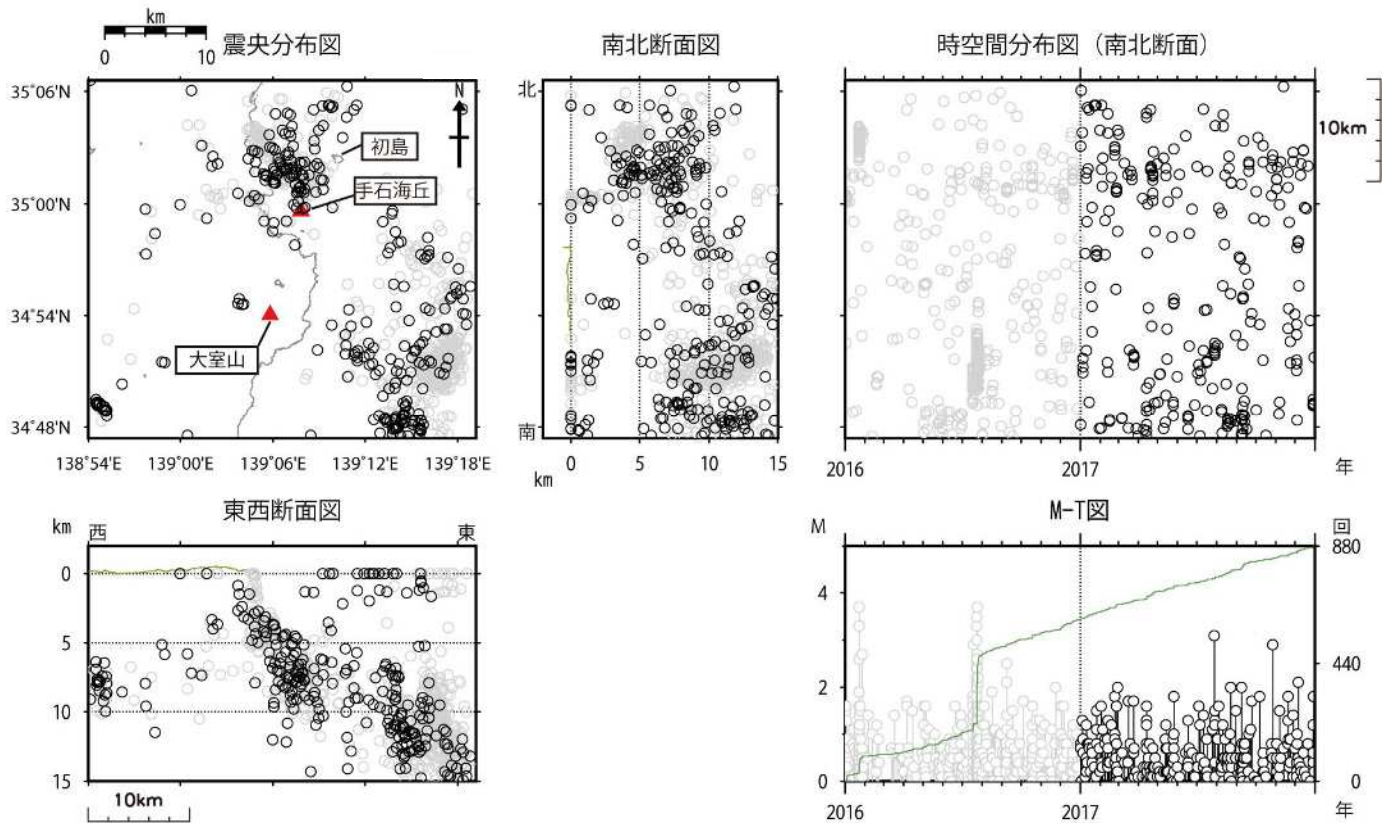 km
0 10
震央分布図
35°06'N
35°00'N
34°54'N
34°48'N
138°54'E 139°00'E 139°06'E 139°12'E 139°18'E
N
初島
手石海丘
大室山
南北断面図
北
南
0 5 10 15
km
時空間分布図(南北断面)
10km
2016 2017 年
東西断面図
km 西 東
0
5
10
15
10km
M-T図
M 回
4
2
0
880
440
0
2016 2017 年